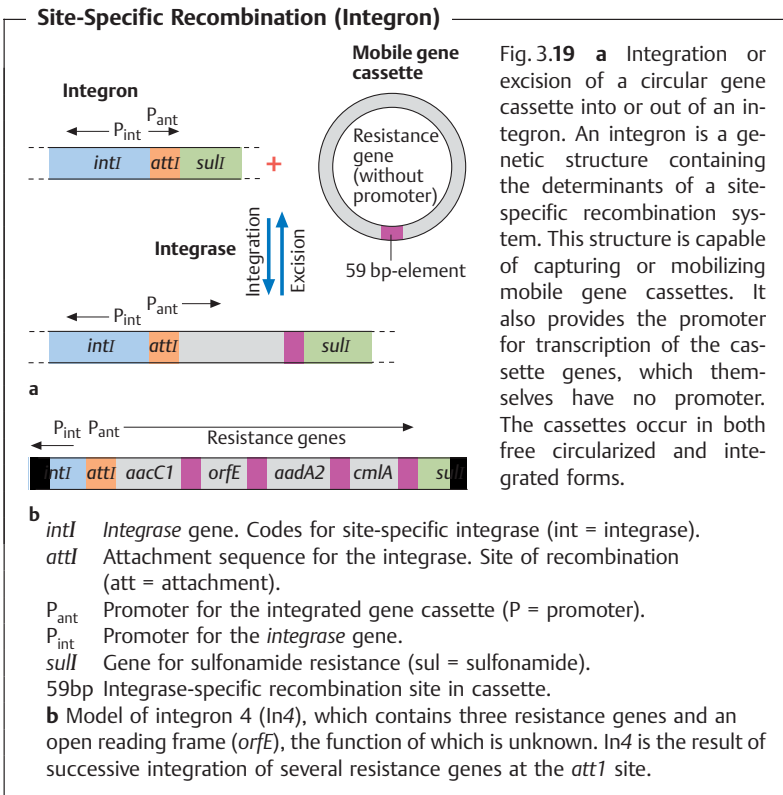 Site-Specific Recombination (Integron)
Mobile gene
cassette
Integron
P_ant
P_int
intI attI sulI +
Resistance
gene
(without
promoter)
Integrase
Integration
Excision
59 bp-element
P_ant
P_int
intI attI sulI
a
P_int P_ant
Resistance genes
intI attI aacC1 orfE aadA2 cmlA sulI
b
Fig. 3.19 a Integration or
excision of a circular gene
cassette into or out of an in-
tegron. An integron is a ge-
netic structure containing
the determinants of a site-
specific recombination sys-
tem. This structure is capable
of capturing or mobilizing
mobile gene cassettes. It
also provides the promoter
for transcription of the cas-
sette genes, which them-
selves have no promoter.
The cassettes occur in both
free circularized and inte-
grated forms.
intI Integrase gene. Codes for site-specific integrase (int = integrase).
attI Attachment sequence for the integrase. Site of recombination
(att = attachment).
P_ant Promoter for the integrated gene cassette (P = promoter).
P_int Promoter for the integrase gene.
sulI Gene for sulfonamide resistance (sul = sulfonamide).
59bp Integrase-specific recombination site in cassette.
b Model of integron 4 (In4), which contains three resistance genes and an
open reading frame (orfE), the function of which is unknown. In4 is the result of
successive integration of several resistance genes at the att1 site.